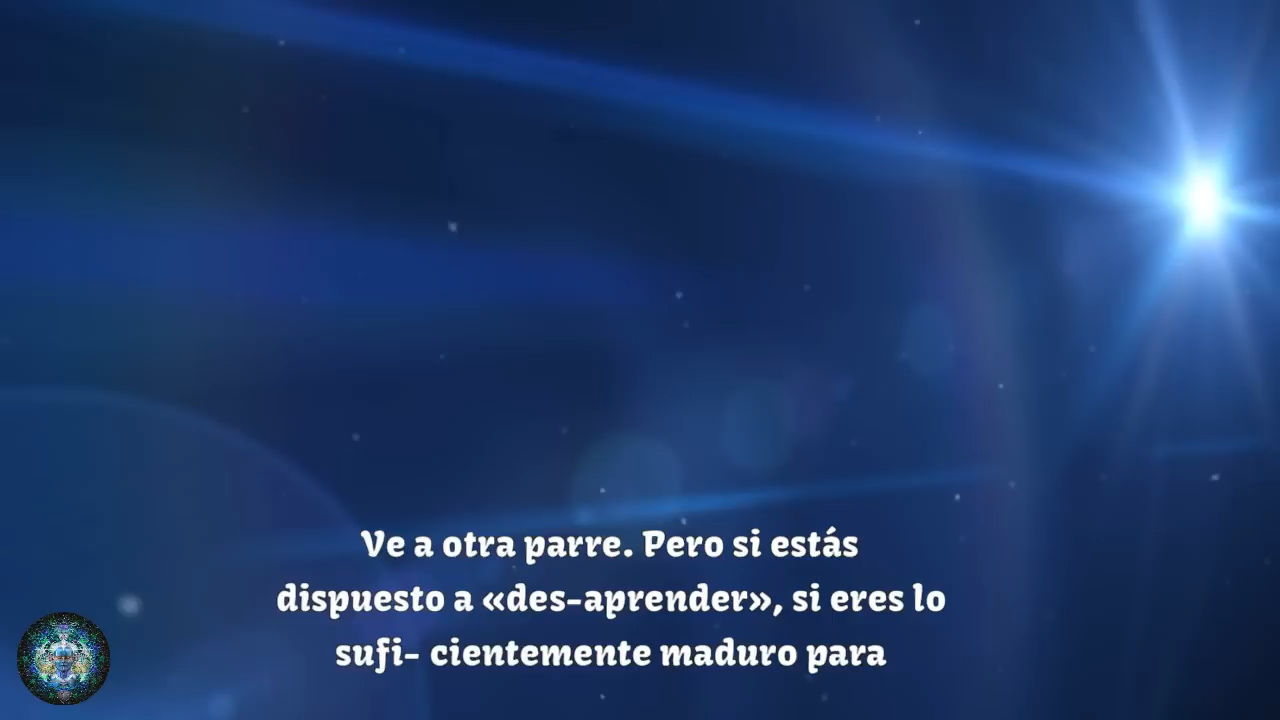 Ve a otra parre. Pero si estás
dispuesto a «des-aprender», si eres lo
sufi- cientemente maduro para